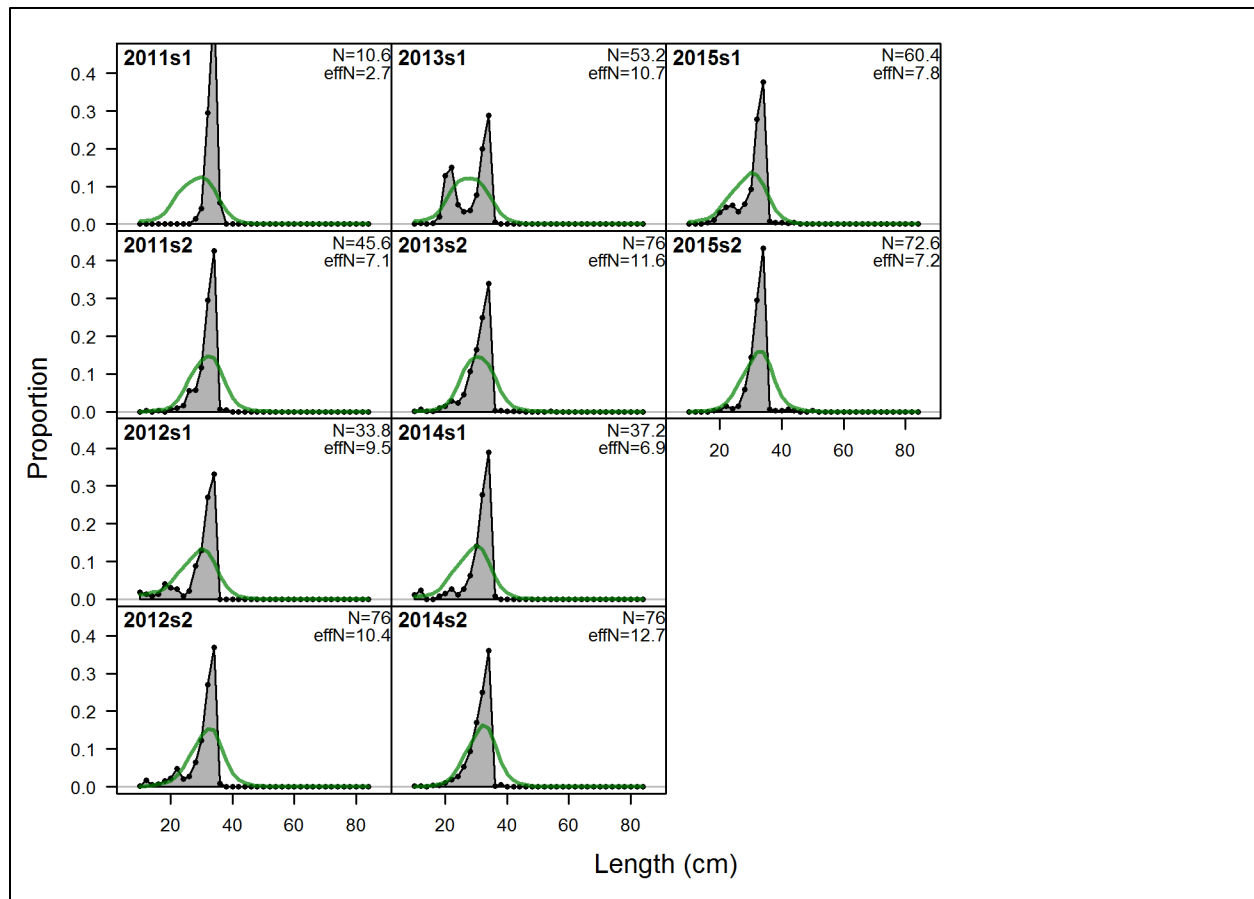 2011s1
N=10.6
effN=2.7
2013s1
N=53.2
effN=10.7
2015s1
N=60.4
effN=7.8
0.4
0.3
0.2
0.1
0.0
2011s2
N=45.6
effN=7.1
2013s2
N=76
effN=11.6
2015s2
N=72.6
effN=7.2
0.4
0.3
0.2
0.1
0.0
20 40 60 80
2012s1
N=33.8
effN=9.5
2014s1
N=37.2
effN=6.9
0.4
0.3
0.2
0.1
0.0
2012s2
N=76
effN=10.4
2014s2
N=76
effN=12.7
0.4
0.3
0.2
0.1
0.0
20 40 60 80
20 40 60 80
Proportion
Length (cm)